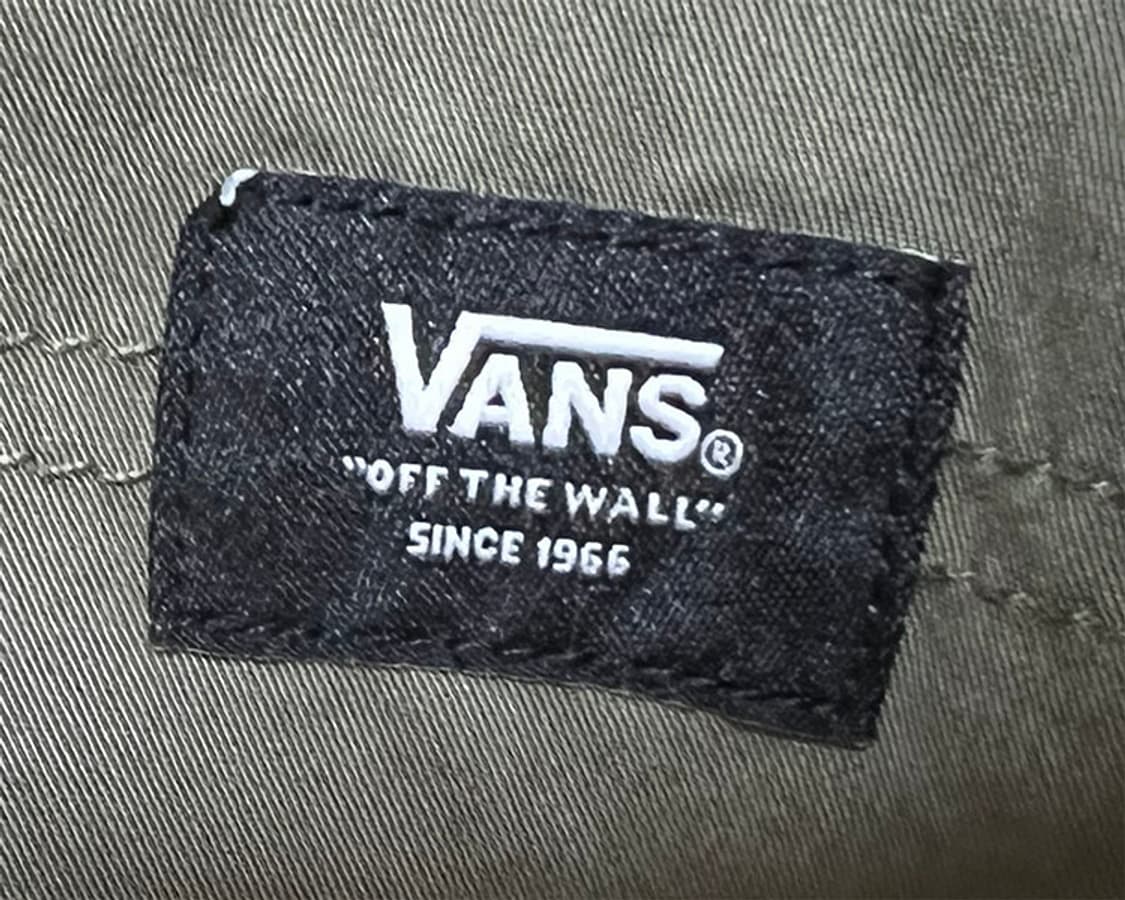 VANS®
"OFF THE WALL"
SINCE 1966